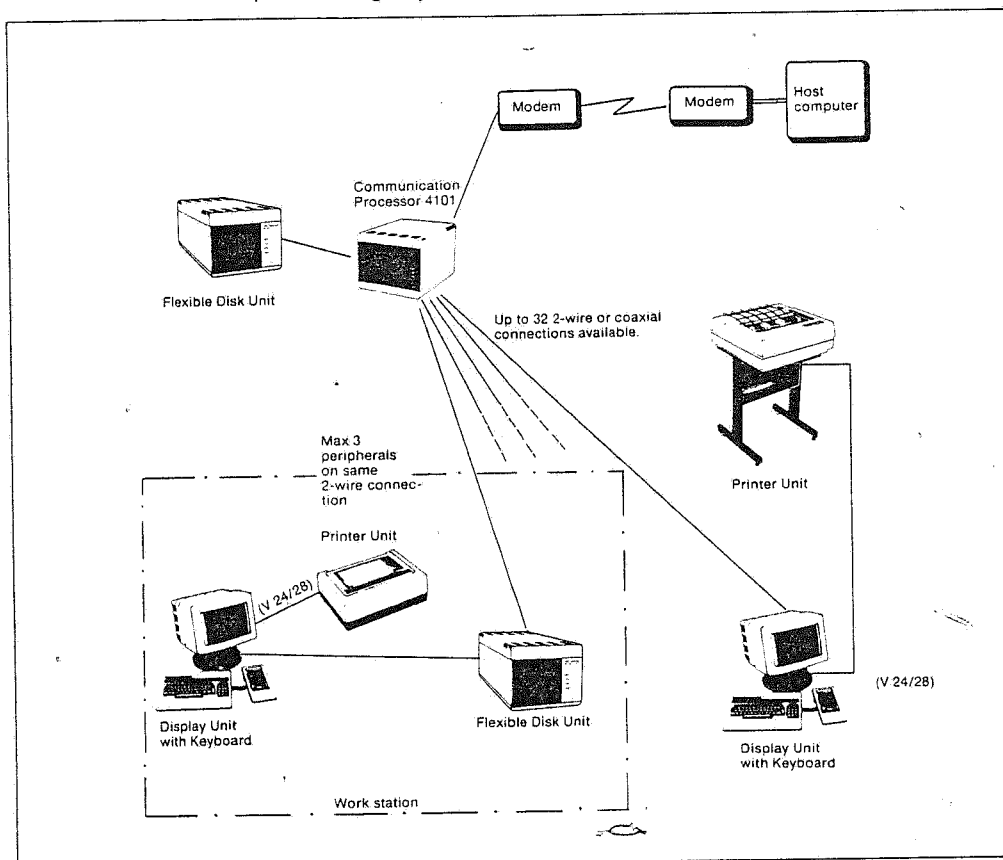 Modem
Modem
Host
computer
Communication
Processor 4101
Flexible Disk Unit
Up to 32 2-wire or coaxial
connections available.
Max 3
peripherals
on same
2-wire connec-
tion
Printer Unit
Printer Unit
(V 24/28)
(V 24/28)
Display Unit
with Keyboard
Flexible Disk Unit
Display Unit
with Keyboard
Work station